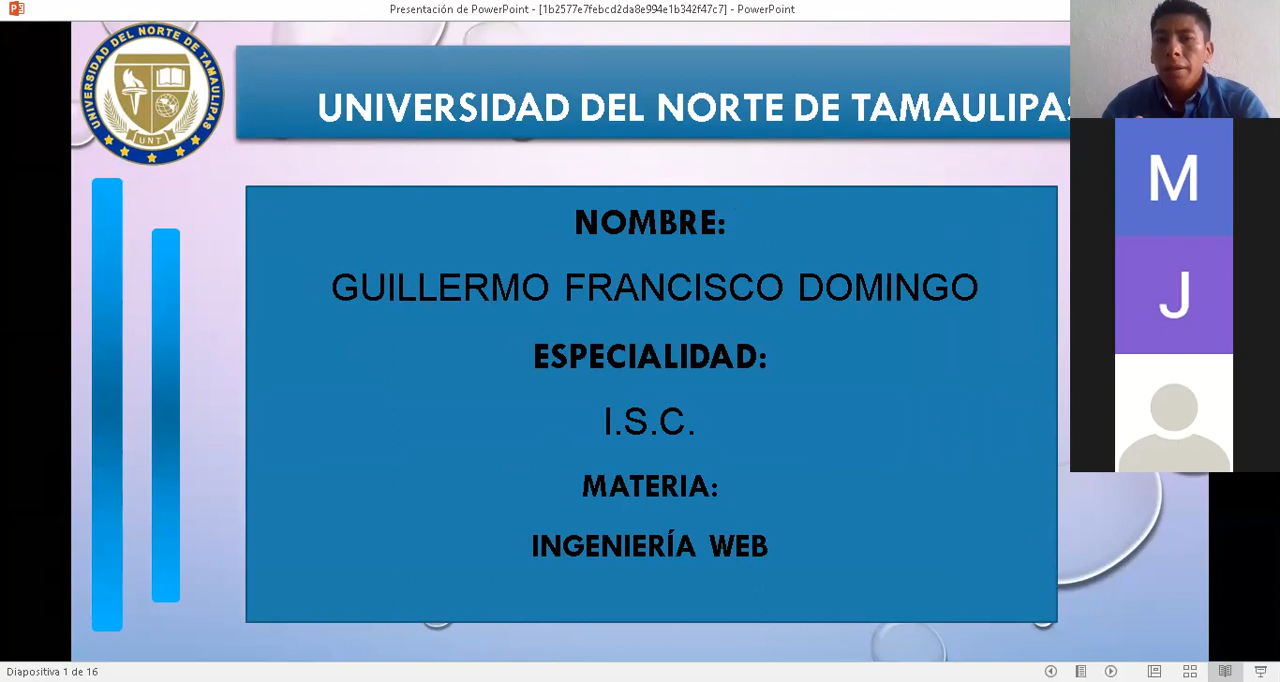 Presentación de PowerPoint - [1b2577e7febcd2da8e994e1b342f47c7] - PowerPoint
UNIVERSIDAD DEL NORTE DE TAMAULIPAS
UNIVERSIDAD DEL NORTE DE TAMAULIPAS
UNT
NOMBRE:
GUILLERMO FRANCISCO DOMINGO
ESPECIALIDAD:
I.S.C.
MATERIA:
INGENIERÍA WEB
M
J
Diapositiva 1 de 16